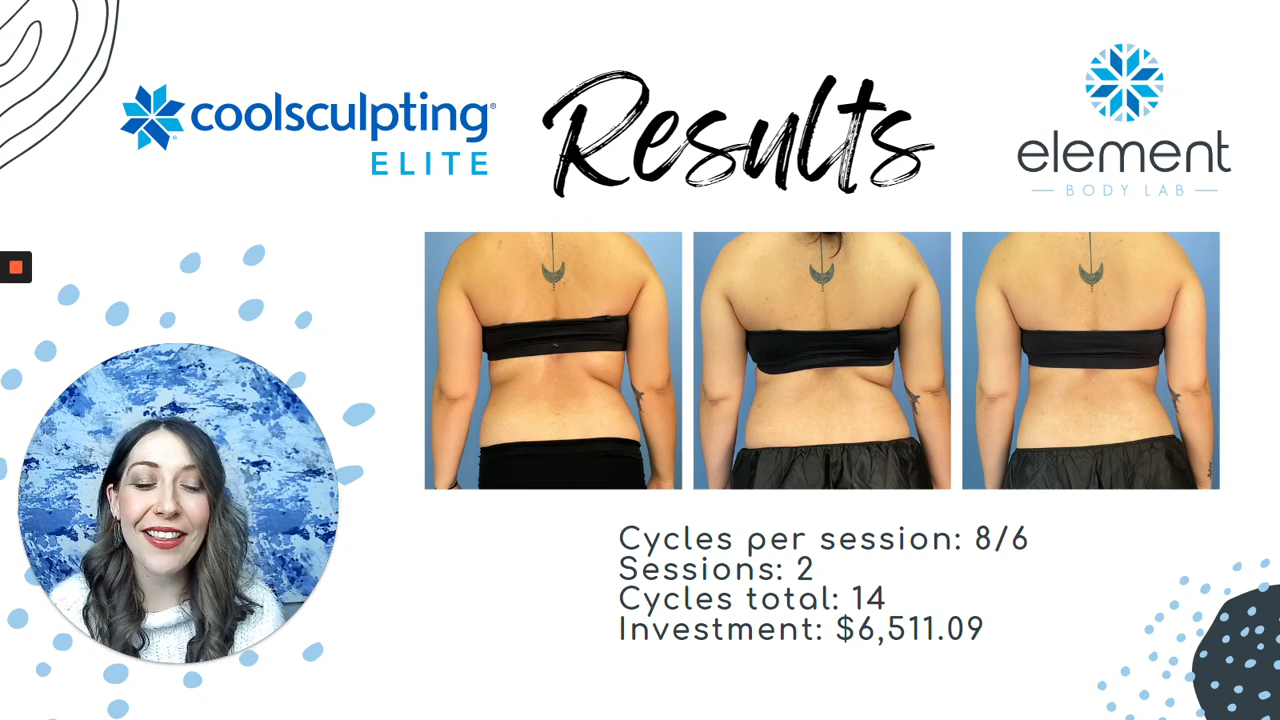 coolsculpting®
ELITE
Results
element
BODY LAB
Cycles per session: 8/6
Sessions: 2
Cycles total: 14
Investment: $6,511.09